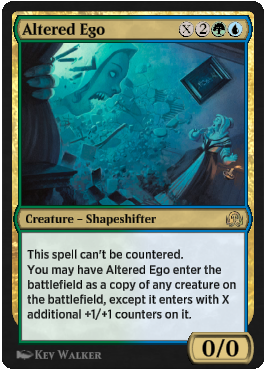 Altered Ego X 2
Creature – Shapeshifter
This spell can't be countered.
You may have Altered Ego enter the
battlefield as a copy of any creature on
the battlefield, except it enters with X
additional +1/+1 counters on it.
Kev Walker
0/0